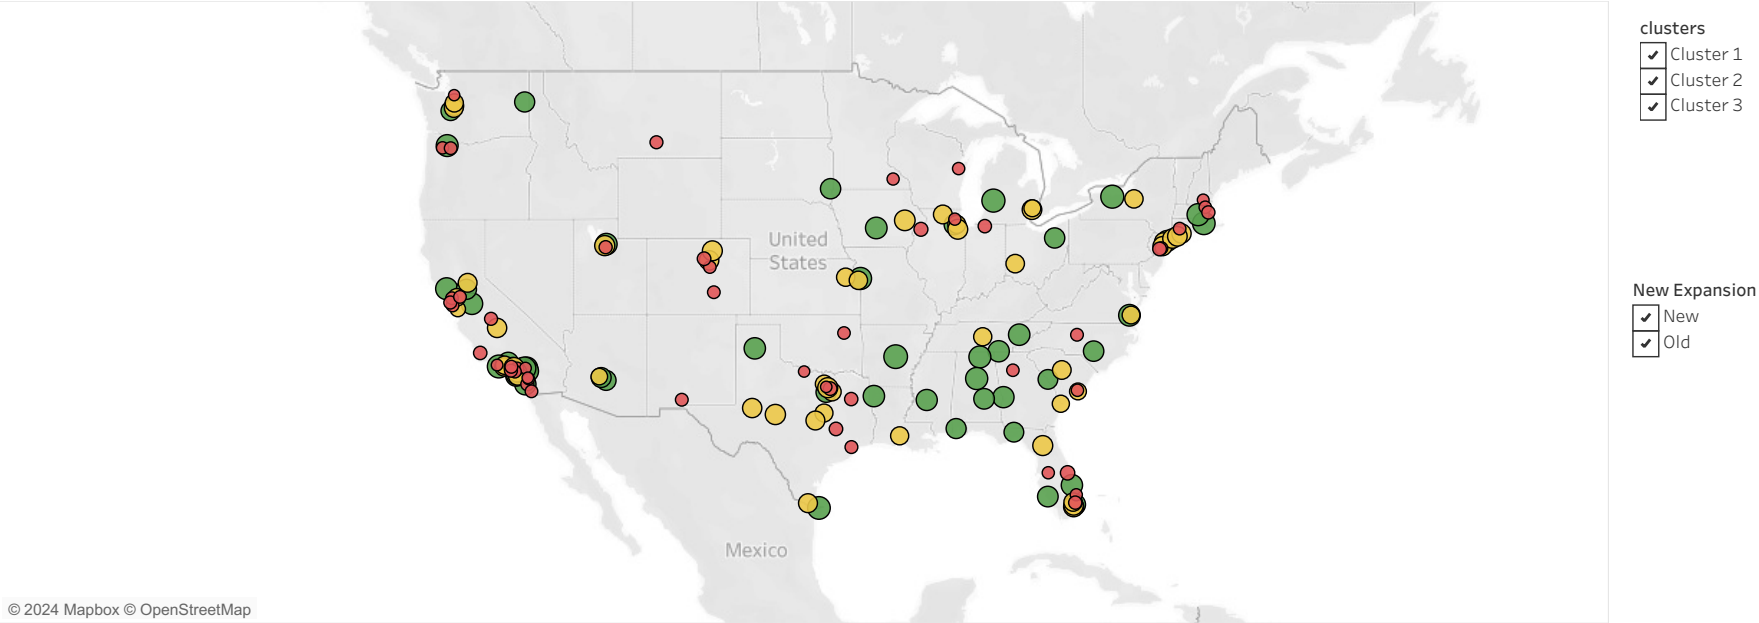 clusters
Cluster 1
Cluster 2
Cluster 3
United
States
New Expansion
New
Old
Mexico
© 2024 Mapbox © OpenStreetMap